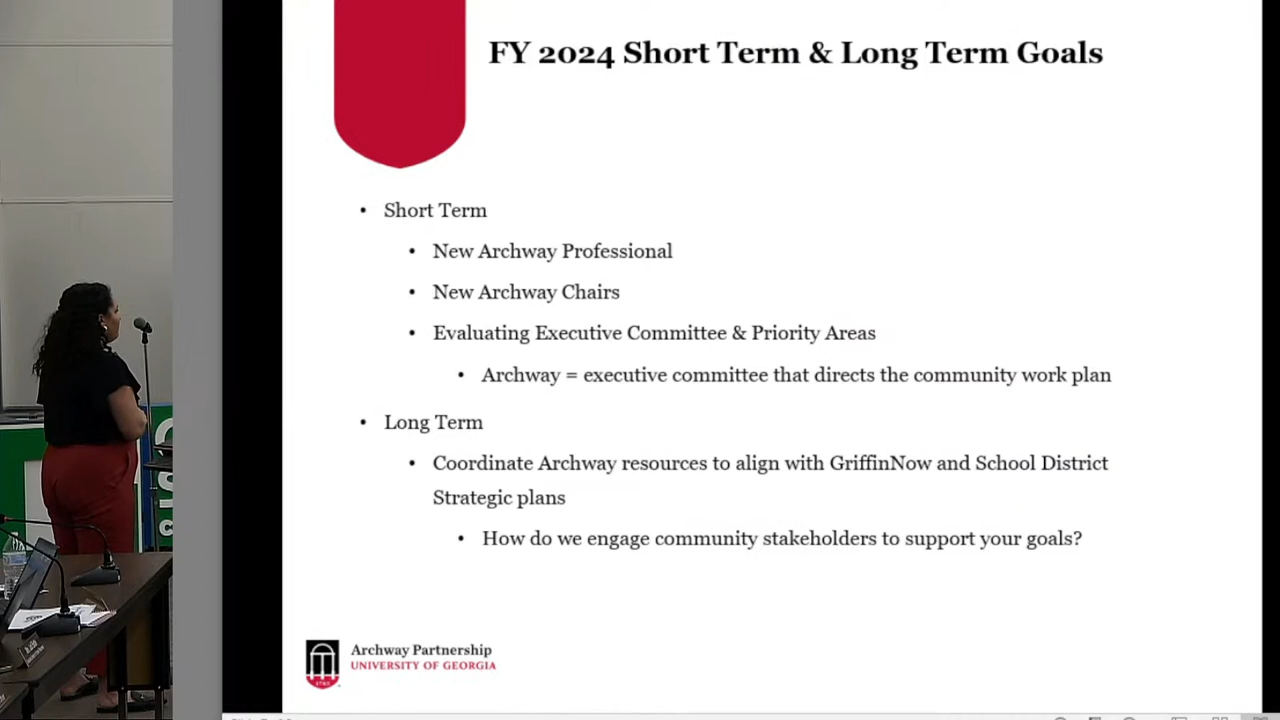 FY 2024 Short Term & Long Term Goals
• Short Term
• New Archway Professional
• New Archway Chairs
• Evaluating Executive Committee & Priority Areas
• Archway = executive committee that directs the community work plan
• Long Term
• Coordinate Archway resources to align with GriffinNow and School District
Strategic plans
• How do we engage community stakeholders to support your goals?
Archway Partnership
UNIVERSITY OF GEORGIA